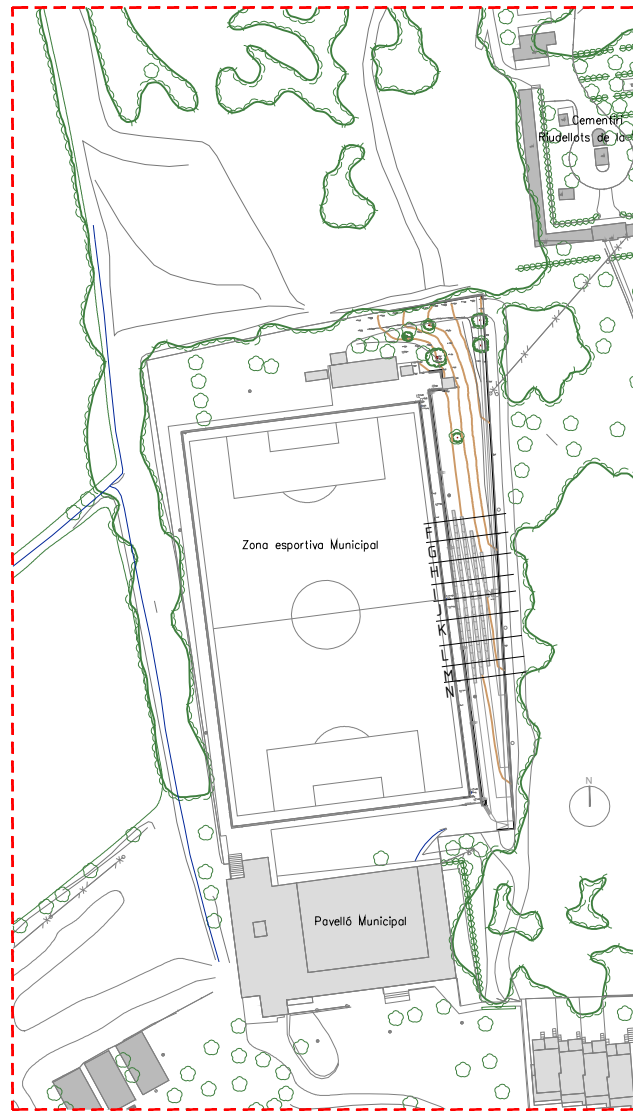 Cementiri
Riudellots de la
Zona esportiva Municipal
F
G
H
I
J
K
L
M
N
N
Pavelló Municipal